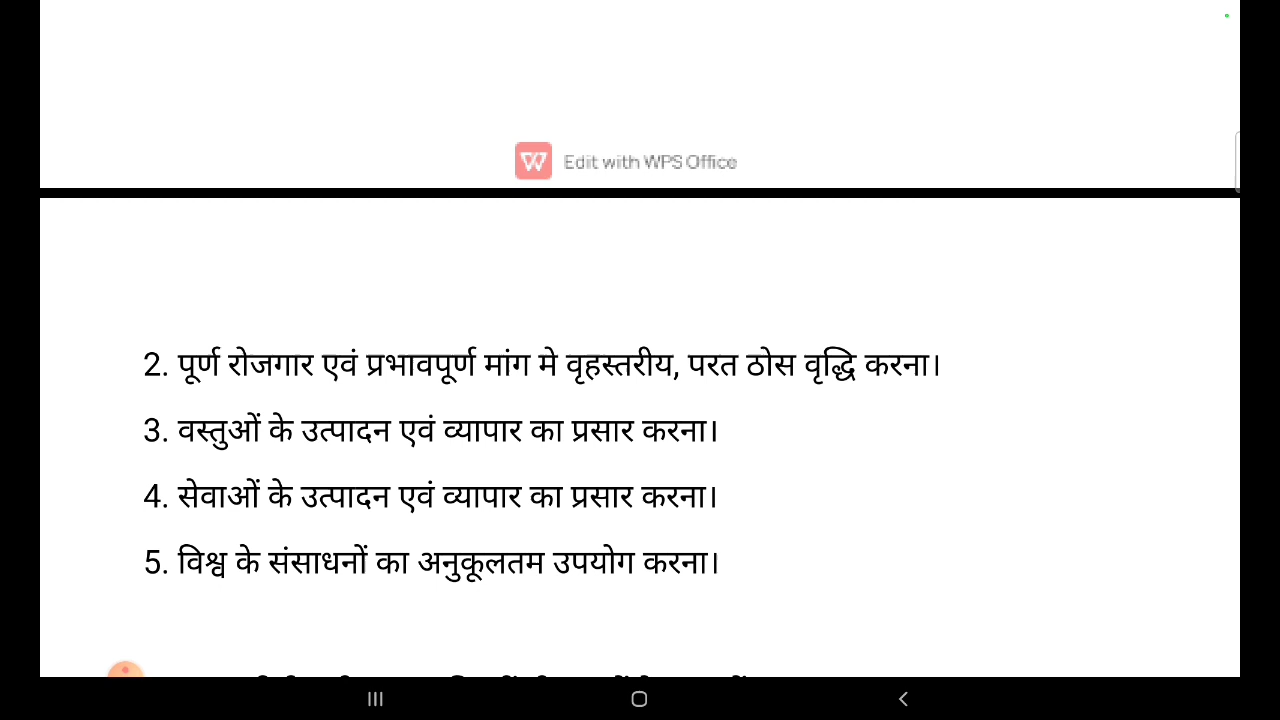 Edit with WPS Office
2. पूर्ण रोजगार एवं प्रभावपूर्ण मांग मे वृहस्तरीय, परत ठोस वृद्धि करना।
3. वस्तुओं के उत्पादन एवं व्यापार का प्रसार करना।
4. सेवाओं के उत्पादन एवं व्यापार का प्रसार करना।
5. विश्व के संसाधनों का अनुकूलतम उपयोग करना।